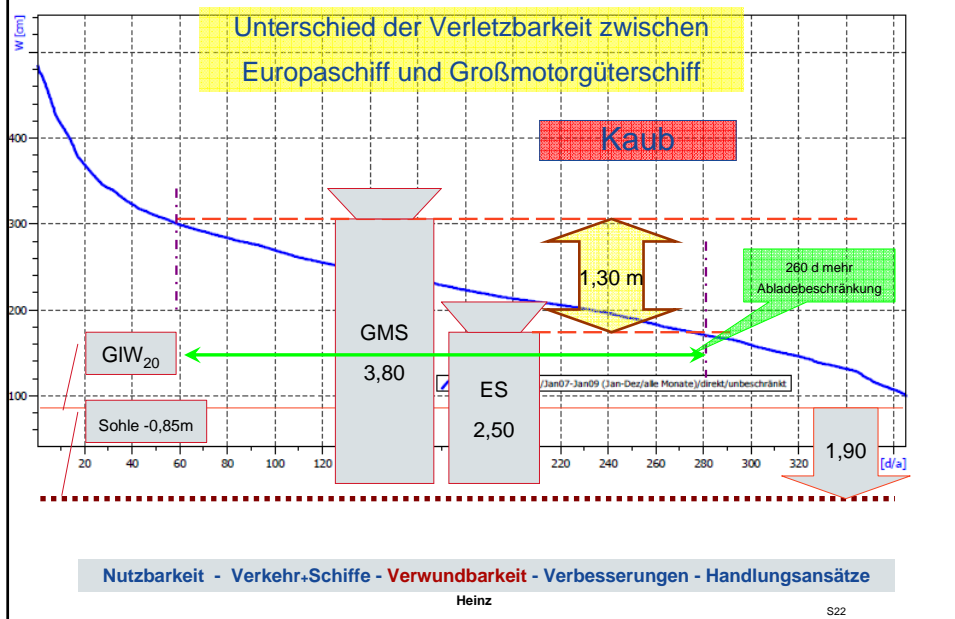 Unterschied der Verletzbarkeit zwischen
Europaschiff und Großmotorgüterschiff
W [cm]
Kaub
400
300
200
100
1,30 m
260 d mehr
Abladebeschränkung
GMS
3,80
GIW20
ES
2,50
/Jan07-Jan09 (Jan-Dez/alle Monate)/direkt/unbeschränkt
Sohle -0,85m
1,90
20 40 60 80 100 120 220 240 260 280 300 320 [d/a]
Nutzbarkeit - Verkehr+Schiffe - Verwundbarkeit - Verbesserungen - Handlungsansätze
Heinz
S22